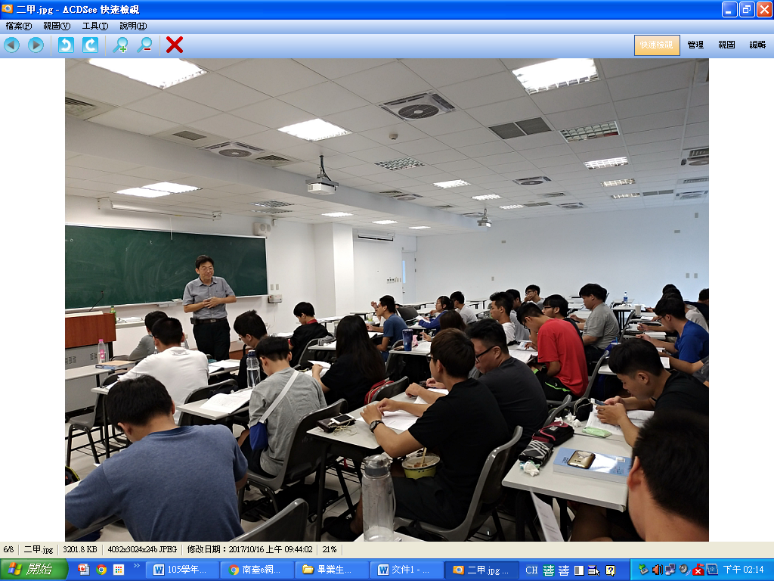 二甲.jpg - ACDSee 快速檢視
檔案(F) 視圖(V) 工具(T) 說明(H)
快速檢視 管理 視圖 編輯
6/8 二甲.jpg 3201.8 KB 4032x3024x24b JPEG 修改日期：2017/10/16 上午 09:44:02 21%
開始 105學年... 南臺e網... 畢業生... 文件1 - ... 二甲.jpg ... CH 下午 02:14